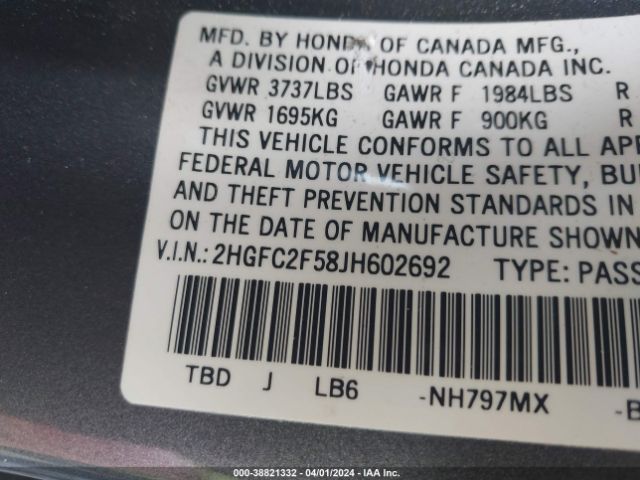 MFD. BY HONDA OF CANADA MFG.,
A DIVISION OF HONDA CANADA INC.
GVWR 3737LBS GAWR F 1984LBS R
GVWR 1695KG GAWR F 900KG R
THIS VEHICLE CONFORMS TO ALL APP
FEDERAL MOTOR VEHICLE SAFETY, BU
AND THEFT PREVENTION STANDARDS IN
ON THE DATE OF MANUFACTURE SHOWN
V.I.N.: 2HGFC2F58JH602692 TYPE: PASS
TBD J LB6 -NH797MX -B
000-38821332 - 04/01/2024 - IAA Inc.